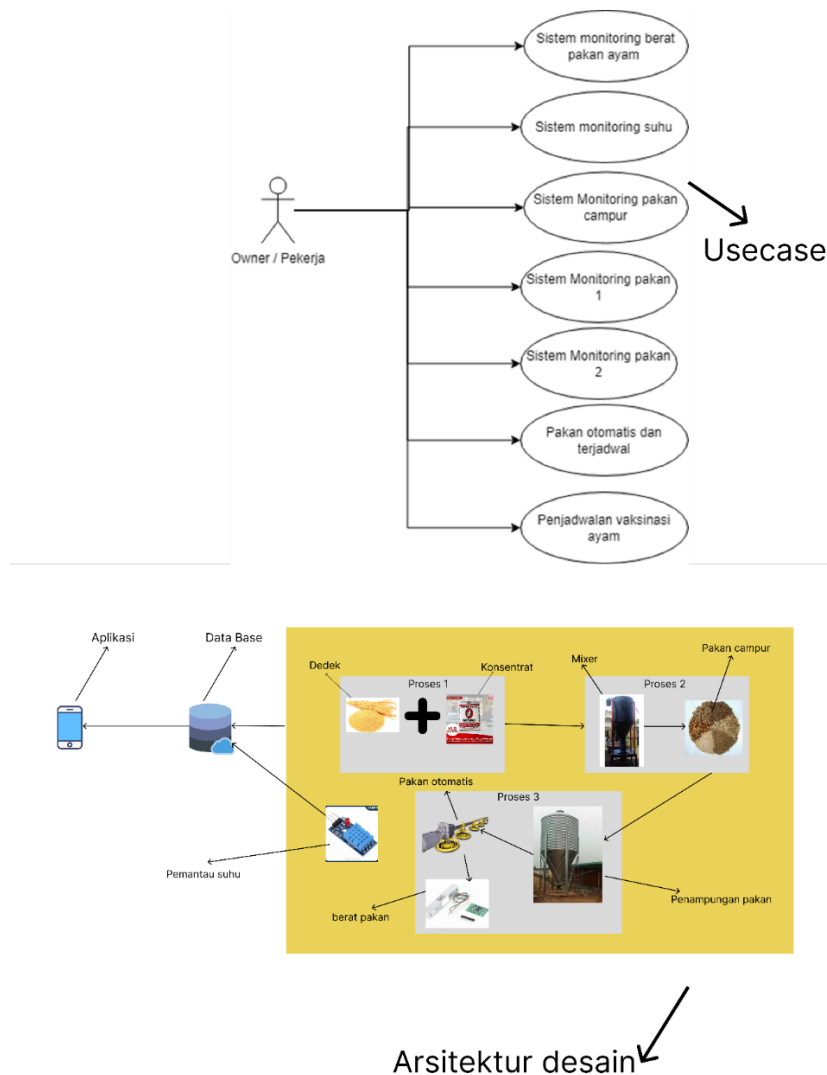 Sistem monitoring berat
pakan ayam
Sistem monitoring suhu
Sistem Monitoring pakan
campur
Usecase
Owner / Pekerja
Sistem Monitoring pakan
1
Sistem Monitoring pakan
2
Pakan otomatis dan
terjadwal
Penjadwalan vaksinasi
ayam
Aplikasi
Data Base
Dedek
Proses 1
Konsentrat
Mixer
Proses 2
Pakan campur
Pakan otomatis
Proses 3
Pemantau suhu
berat pakan
Penampungan pakan
Arsitektur desain